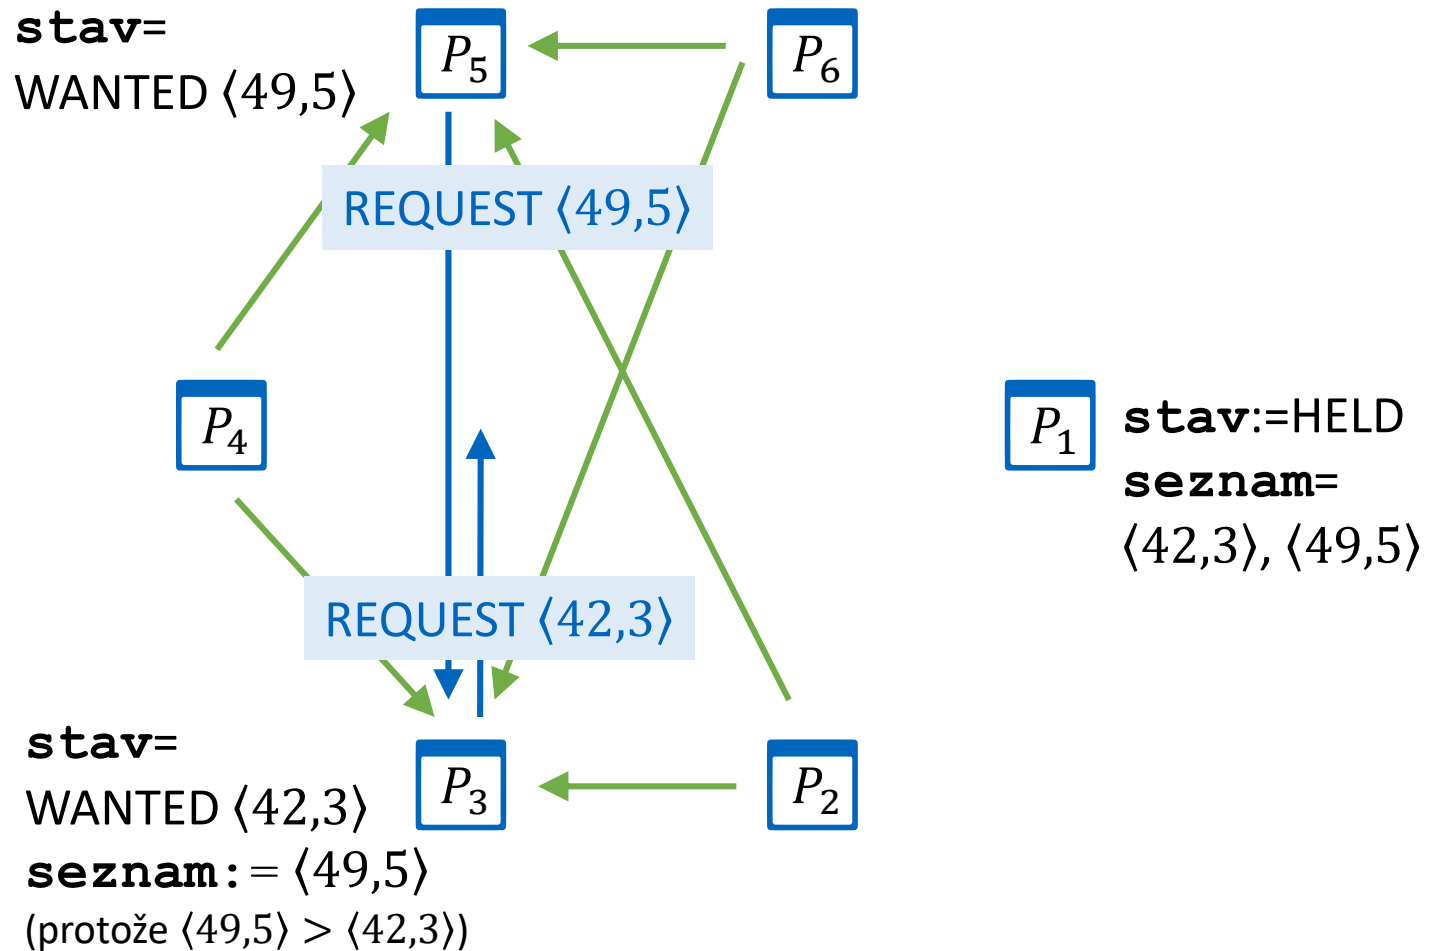 stav=
WANTED ⟨49,5⟩
P₅
P₆
REQUEST ⟨49,5⟩
P₄
P₁
stav:=HELD
seznam=
⟨42,3⟩, ⟨49,5⟩
REQUEST ⟨42,3⟩
stav=
WANTED ⟨42,3⟩
seznam:= ⟨49,5⟩
(protože ⟨49,5⟩ > ⟨42,3⟩)
P₃
P₂